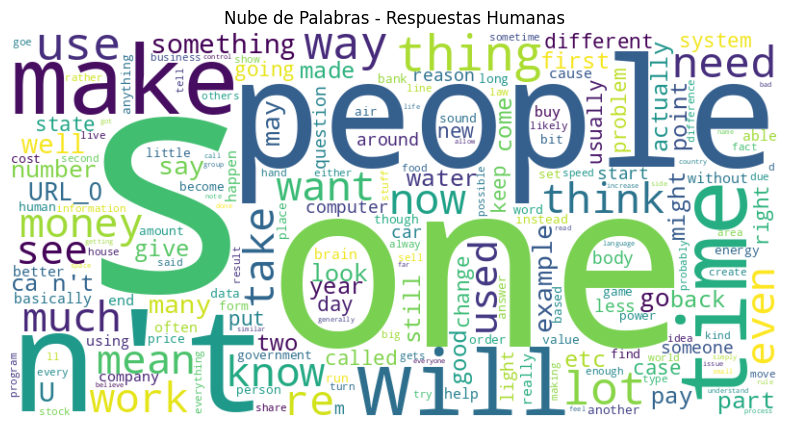 Nube de Palabras - Respuestas Humanas
goe use something way thing different sometime system need
rather business tell anything going made bank reason long line show control others first cause
make people
state live may question air sound new buy likely law bit usually problem actually point able
well cost second little say around keep come fact
number URL_0 become happen hand either food want now water think set speed start might without due right
human information money amount give place computer though word instead area energy
see house better said take brain look car alway sell body probably create time even
S one
ca n't basically end data result year day still change answer used example game based less power go back
much many often form put two called good order value idea kind someone
using price government gets big find world case type move
n't meant know lot etc will part
U ll every everything company person run turn light really enough another pay
program work re m try help making
stock believe share feel understand process
similar generally far everyone possible stuff language read increase side country name difference bad life allow call group note getting space issue simply rule